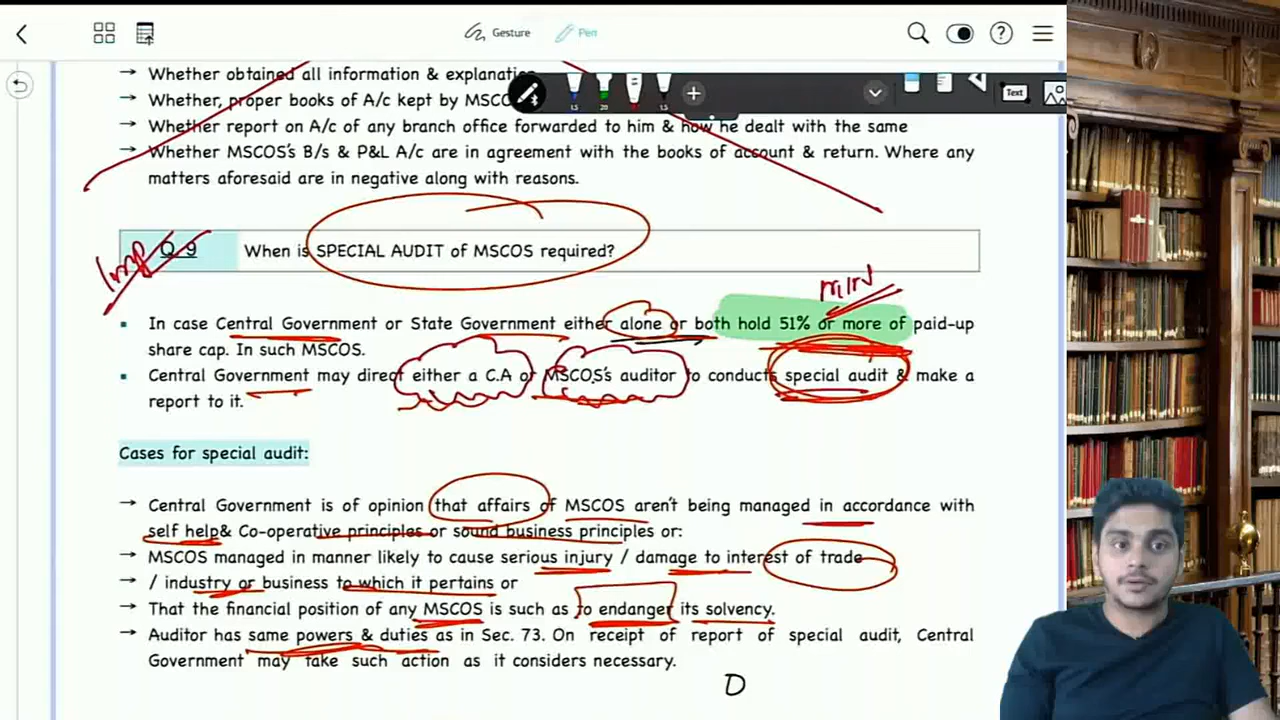 Gesture
Pen
→ Whether obtained all information & explanation
Text
→ Whether, proper books of A/c kept by MSCO
→ Whether report on A/c of any branch office forwarded to him & how he dealt with the same
→ Whether MSCOS's B/s & P&L A/c are in agreement with the books of account & return. Where any
matters aforesaid are in negative along with reasons.
Imp
Q 9 When is SPECIAL AUDIT of MSCOS required?
▪ In case Central Government or State Government either alone or both hold 51% or more of paid-up
share cap. In such MSCOS.
▪ Central Government may direct either a C.A or MSCOS's auditor to conducts special audit & make a
report to it.
Cases for special audit:
→ Central Government is of opinion that affairs of MSCOS aren't being managed in accordance with
self help& Co-operative principles or sound business principles or:
→ MSCOS managed in manner likely to cause serious injury / damage to interest of trade
→ / industry or business to which it pertains or
→ That the financial position of any MSCOS is such as to endanger its solvency.
→ Auditor has same powers & duties as in Sec. 73. On receipt of report of special audit, Central
Government may take such action as it considers necessary.
D